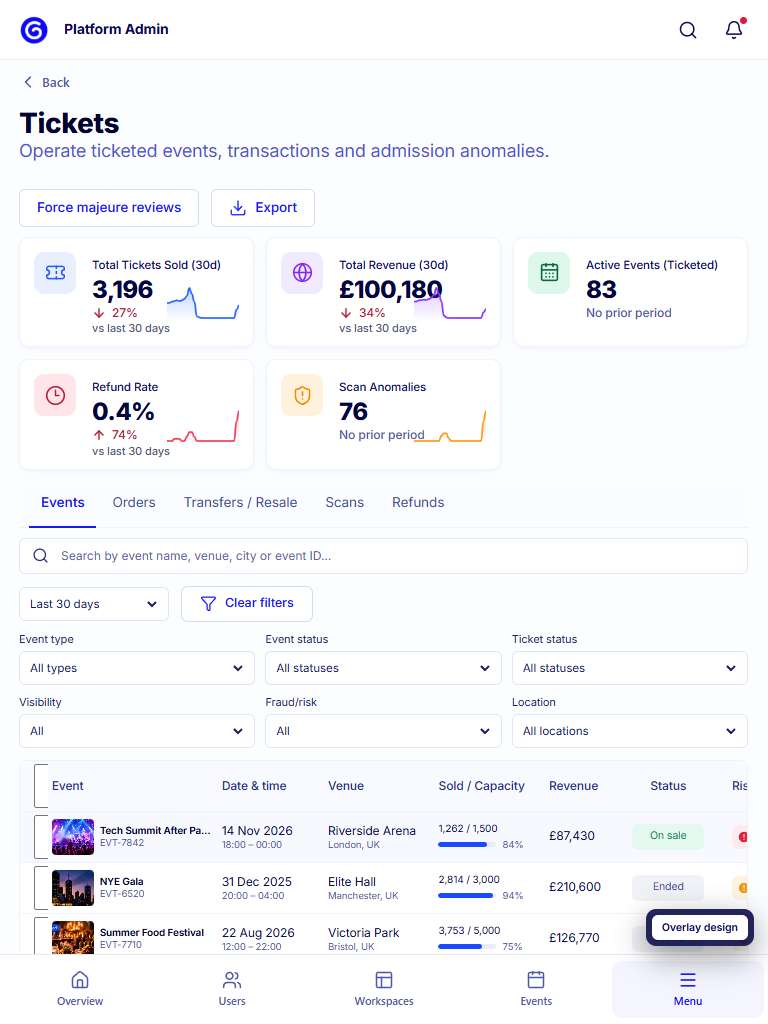 Platform Admin
Back
Tickets
Operate ticketed events, transactions and admission anomalies.
Force majeure reviews
Export
Total Tickets Sold (30d)
3,196
27%
vs last 30 days
Total Revenue (30d)
£100,180
34%
vs last 30 days
Active Events (Ticketed)
83
No prior period
Refund Rate
0.4%
74%
vs last 30 days
Scan Anomalies
76
No prior period
Events Orders Transfers / Resale Scans Refunds
Search by event name, venue, city or event ID...
Last 30 days
Clear filters
Event type Event status Ticket status
All types All statuses All statuses
Visibility Fraud/risk Location
All All All locations
Event Date & time Venue Sold / Capacity Revenue Status Ris
Tech Summit After Pa... 14 Nov 2026 Riverside Arena 1,262 / 1,500 £87,430 On sale
EVT-7842 18:00 – 00:00 London, UK 84%
NYE Gala 31 Dec 2025 Elite Hall 2,814 / 3,000 £210,600 Ended
EVT-6520 20:00 – 04:00 Manchester, UK 94%
Summer Food Festival 22 Aug 2026 Victoria Park 3,753 / 5,000 £126,770
EVT-7710 12:00 – 22:00 Bristol, UK 75%
Overlay design
Overview Users Workspaces Events Menu